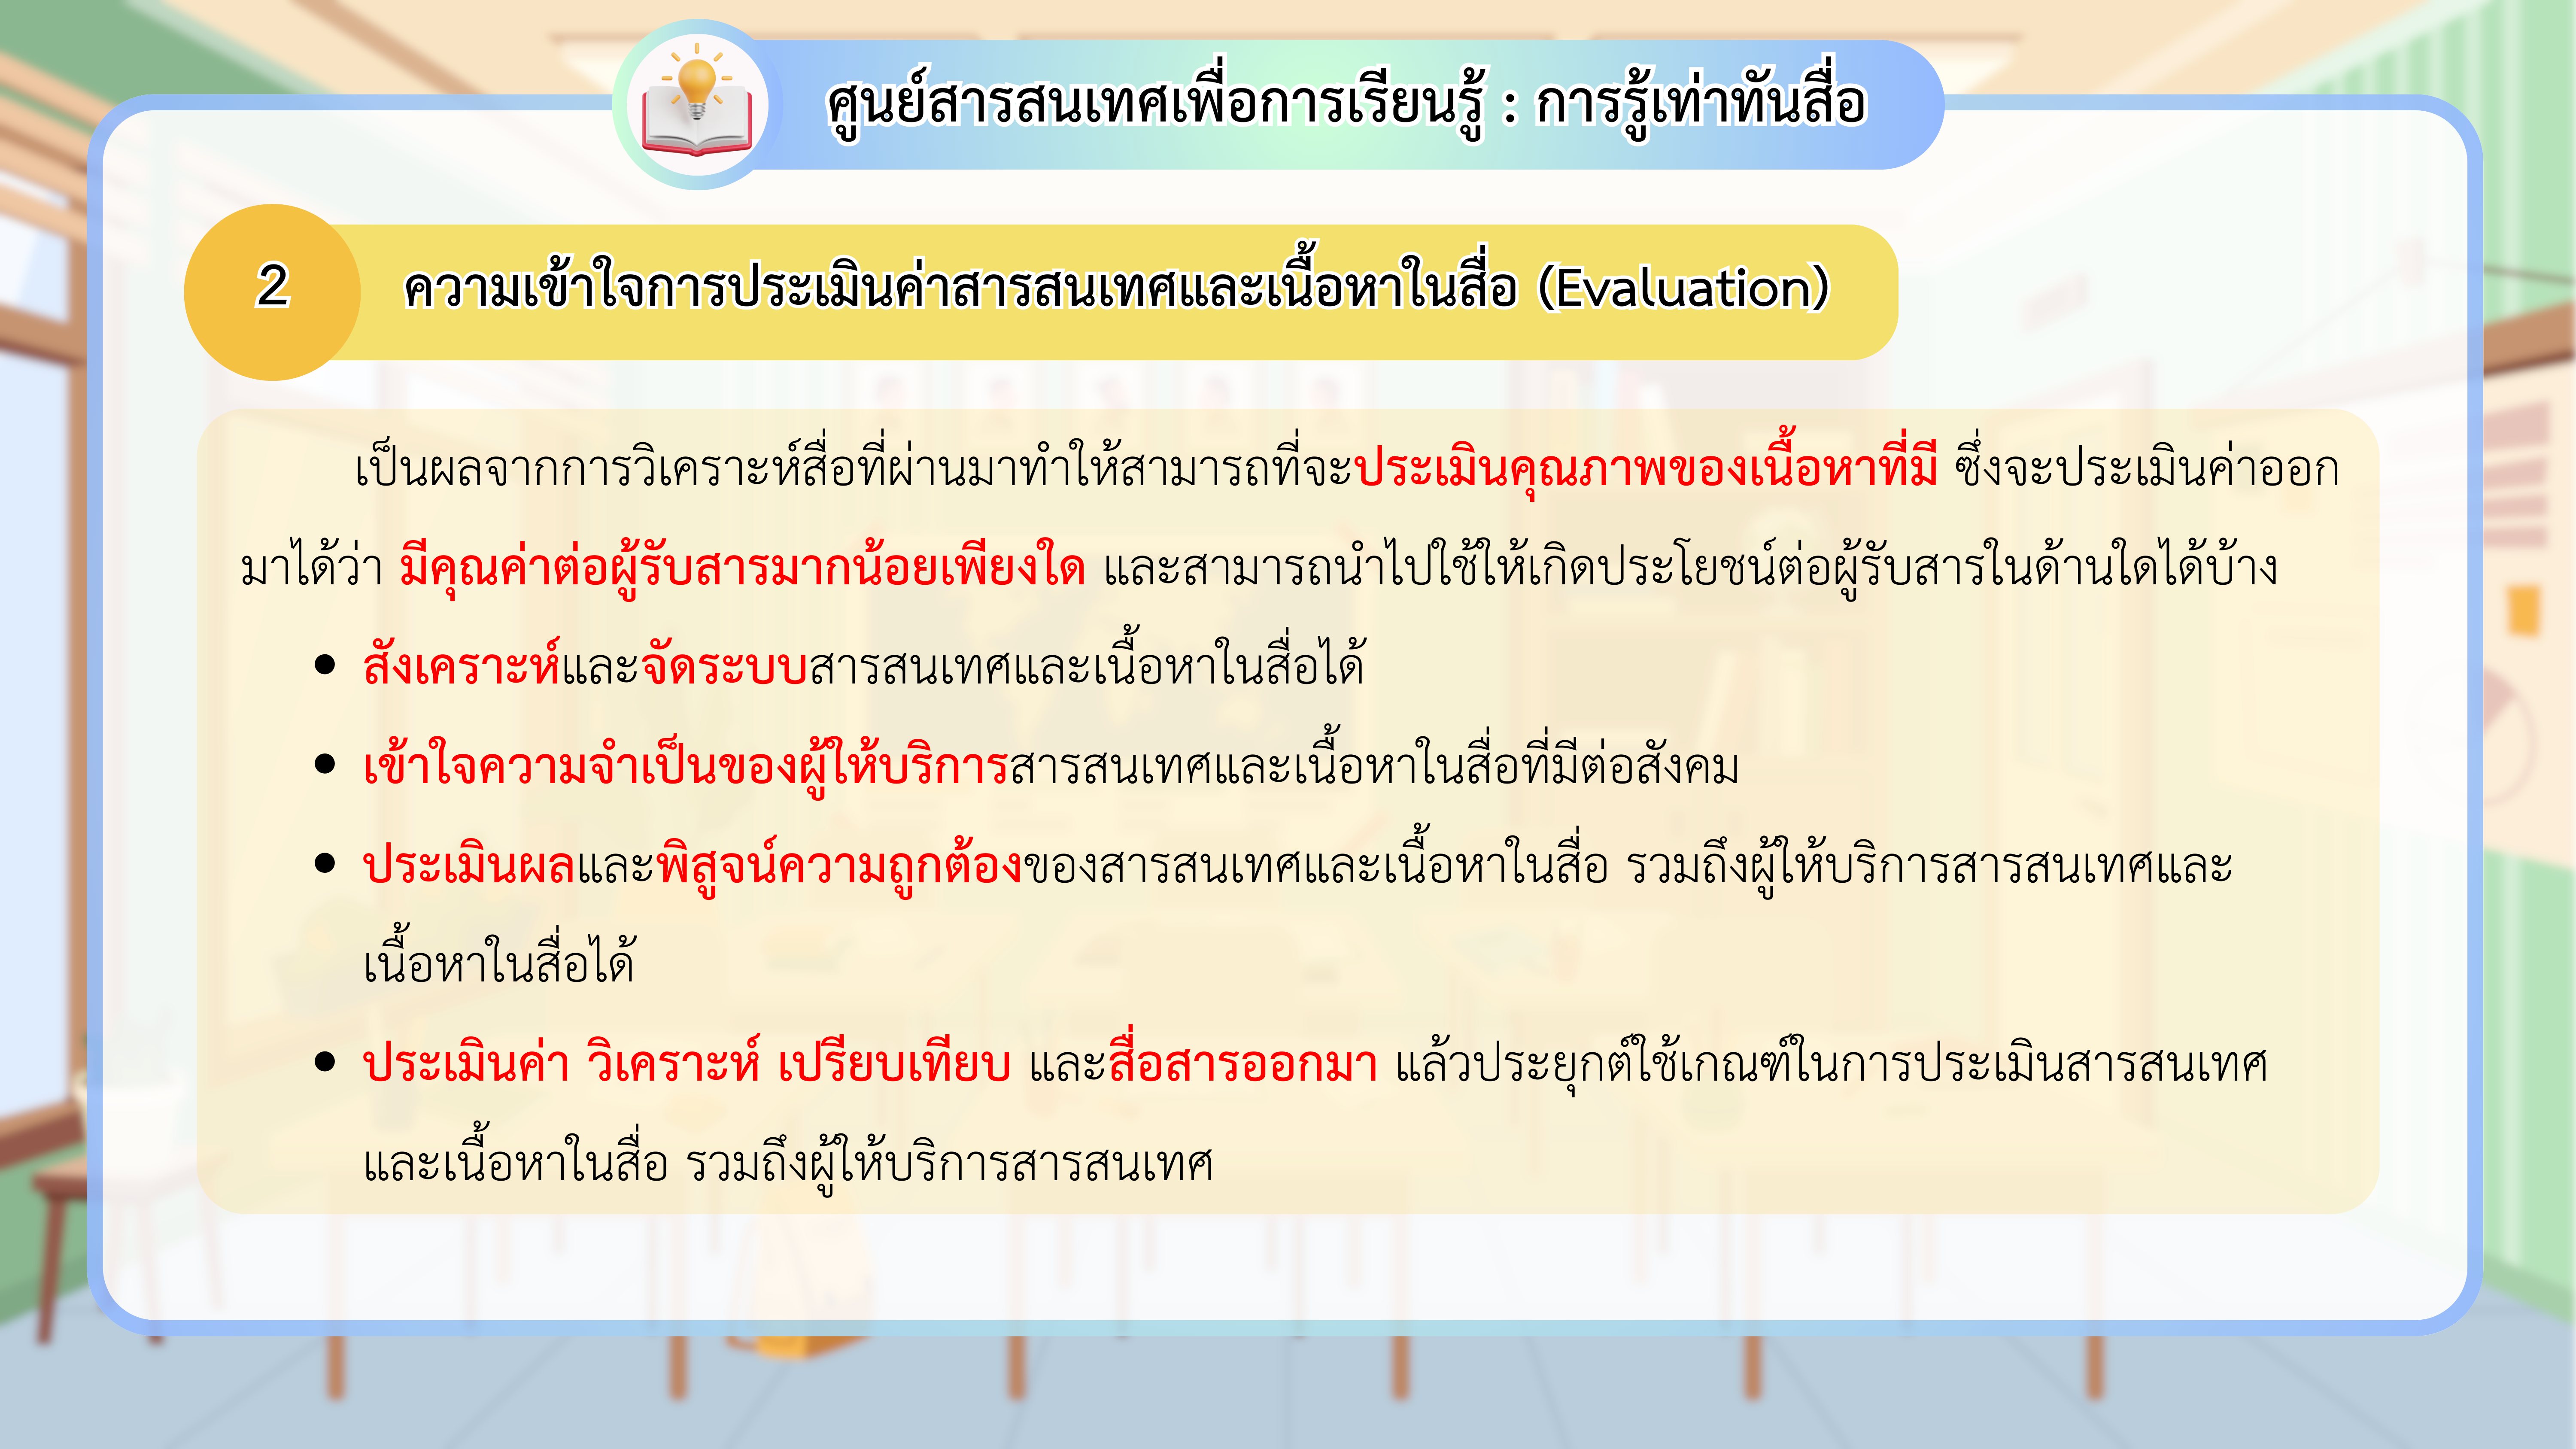 ศูนย์สารสนเทศเพื่อการเรียนรู้ : การรู้เท่าทันสื่อ
2
ความเข้าใจการประเมินค่าสารสนเทศและเนื้อหาในสื่อ (Evaluation)
เป็นผลจากการวิเคราะห์สื่อที่ผ่านมาทำให้สามารถที่จะประเมินคุณภาพของเนื้อหาที่มี ซึ่งจะประเมินค่าออก
มาได้ว่า มีคุณค่าต่อผู้รับสารมากน้อยเพียงใด และสามารถนำไปใช้ให้เกิดประโยชน์ต่อผู้รับสารในด้านใดได้บ้าง
• สังเคราะห์และจัดระบบสารสนเทศและเนื้อหาในสื่อได้
• เข้าใจความจำเป็นของผู้ให้บริการสารสนเทศและเนื้อหาในสื่อที่มีต่อสังคม
• ประเมินผลและพิสูจน์ความถูกต้องของสารสนเทศและเนื้อหาในสื่อ รวมถึงผู้ให้บริการสารสนเทศและ
เนื้อหาในสื่อได้
• ประเมินค่า วิเคราะห์ เปรียบเทียบ และสื่อสารออกมา แล้วประยุกต์ใช้เกณฑ์ในการประเมินสารสนเทศ
และเนื้อหาในสื่อ รวมถึงผู้ให้บริการสารสนเทศ